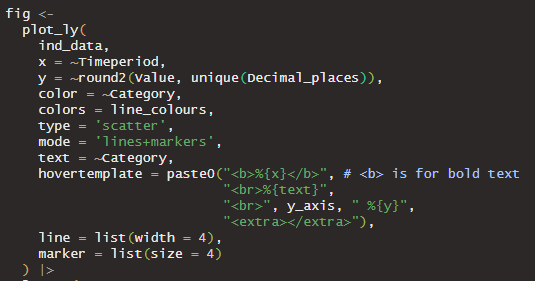 fig <-
  plot_ly(
    ind_data,
    x = ~Timeperiod,
    y = ~round2(Value, unique(Decimal_places)),
    color = ~Category,
    colors = line_colours,
    type = 'scatter',
    mode = 'lines+markers',
    text = ~Category,
    hovertemplate = paste0("<b>%{x}</b>", # <b> is for bold text
                           "<br>%{text}",
                           "<br>", y_axis, " %{y}",
                           "<extra></extra>"),
    line = list(width = 4),
    marker = list(size = 4)
  ) |>